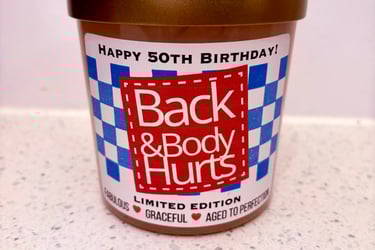 HAPPY 50TH BIRTHDAY!
Back
&Body
Hurts
LIMITED EDITION
FABULOUS ♥ GRACEFUL ♥ AGED TO PERFECTION